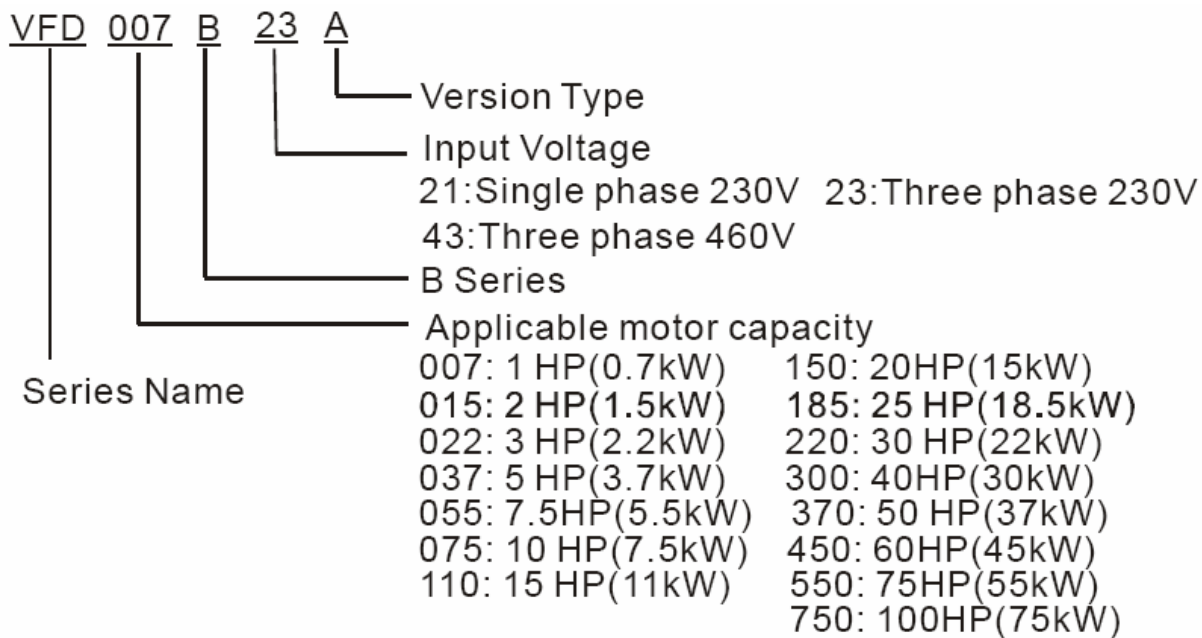 VFD 007 B 23 A
Version Type
Input Voltage
21:Single phase 230V 23:Three phase 230V
43:Three phase 460V
B Series
Applicable motor capacity
007: 1 HP(0.7kW) 150: 20HP(15kW)
Series Name
015: 2 HP(1.5kW) 185: 25 HP(18.5kW)
022: 3 HP(2.2kW) 220: 30 HP(22kW)
037: 5 HP(3.7kW) 300: 40HP(30kW)
055: 7.5HP(5.5kW) 370: 50 HP(37kW)
075: 10 HP(7.5kW) 450: 60HP(45kW)
110: 15 HP(11kW) 550: 75HP(55kW)
750: 100HP(75kW)